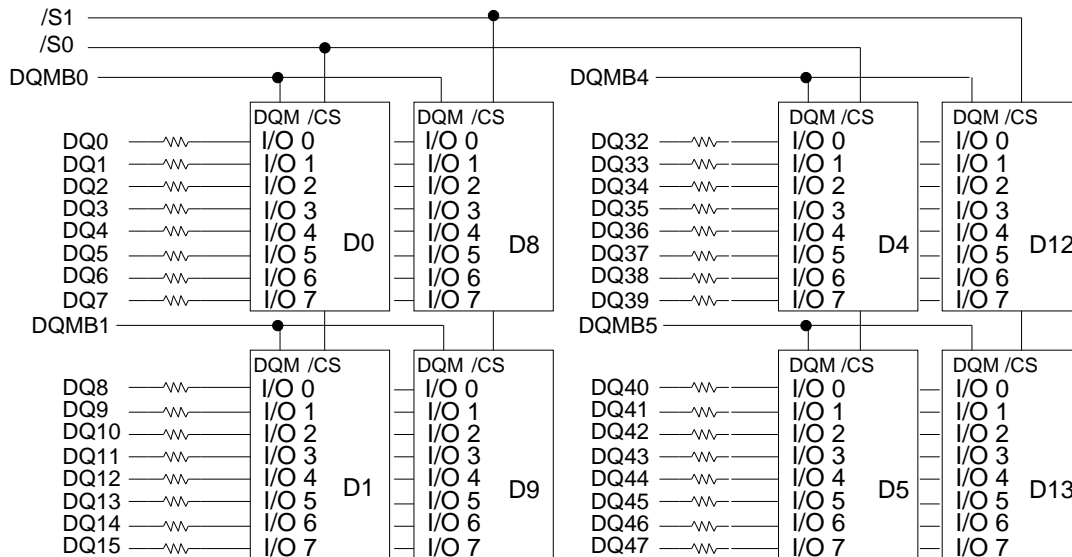 /S1
/S0
DQMB0 DQMB4
DQM /CS DQM /CS DQM /CS DQM /CS
DQ0 I/O 0 I/O 0 DQ32 I/O 0 I/O 0
DQ1 I/O 1 I/O 1 DQ33 I/O 1 I/O 1
DQ2 I/O 2 I/O 2 DQ34 I/O 2 I/O 2
DQ3 I/O 3 I/O 3 DQ35 I/O 3 I/O 3
DQ4 I/O 4 I/O 4 DQ36 I/O 4 I/O 4
D0 D8 D4 D12
DQ5 I/O 5 I/O 5 DQ37 I/O 5 I/O 5
DQ6 I/O 6 I/O 6 DQ38 I/O 6 I/O 6
DQ7 I/O 7 I/O 7 DQ39 I/O 7 I/O 7
DQMB1 DQMB5
DQM /CS DQM /CS DQM /CS DQM /CS
DQ8 I/O 0 I/O 0 DQ40 I/O 0 I/O 0
DQ9 I/O 1 I/O 1 DQ41 I/O 1 I/O 1
DQ10 I/O 2 I/O 2 DQ42 I/O 2 I/O 2
DQ11 I/O 3 I/O 3 DQ43 I/O 3 I/O 3
DQ12 I/O 4 I/O 4 DQ44 I/O 4 I/O 4
D1 D9 D5 D13
DQ13 I/O 5 I/O 5 DQ45 I/O 5 I/O 5
DQ14 I/O 6 I/O 6 DQ46 I/O 6 I/O 6
DQ15 I/O 7 I/O 7 DQ47 I/O 7 I/O 7